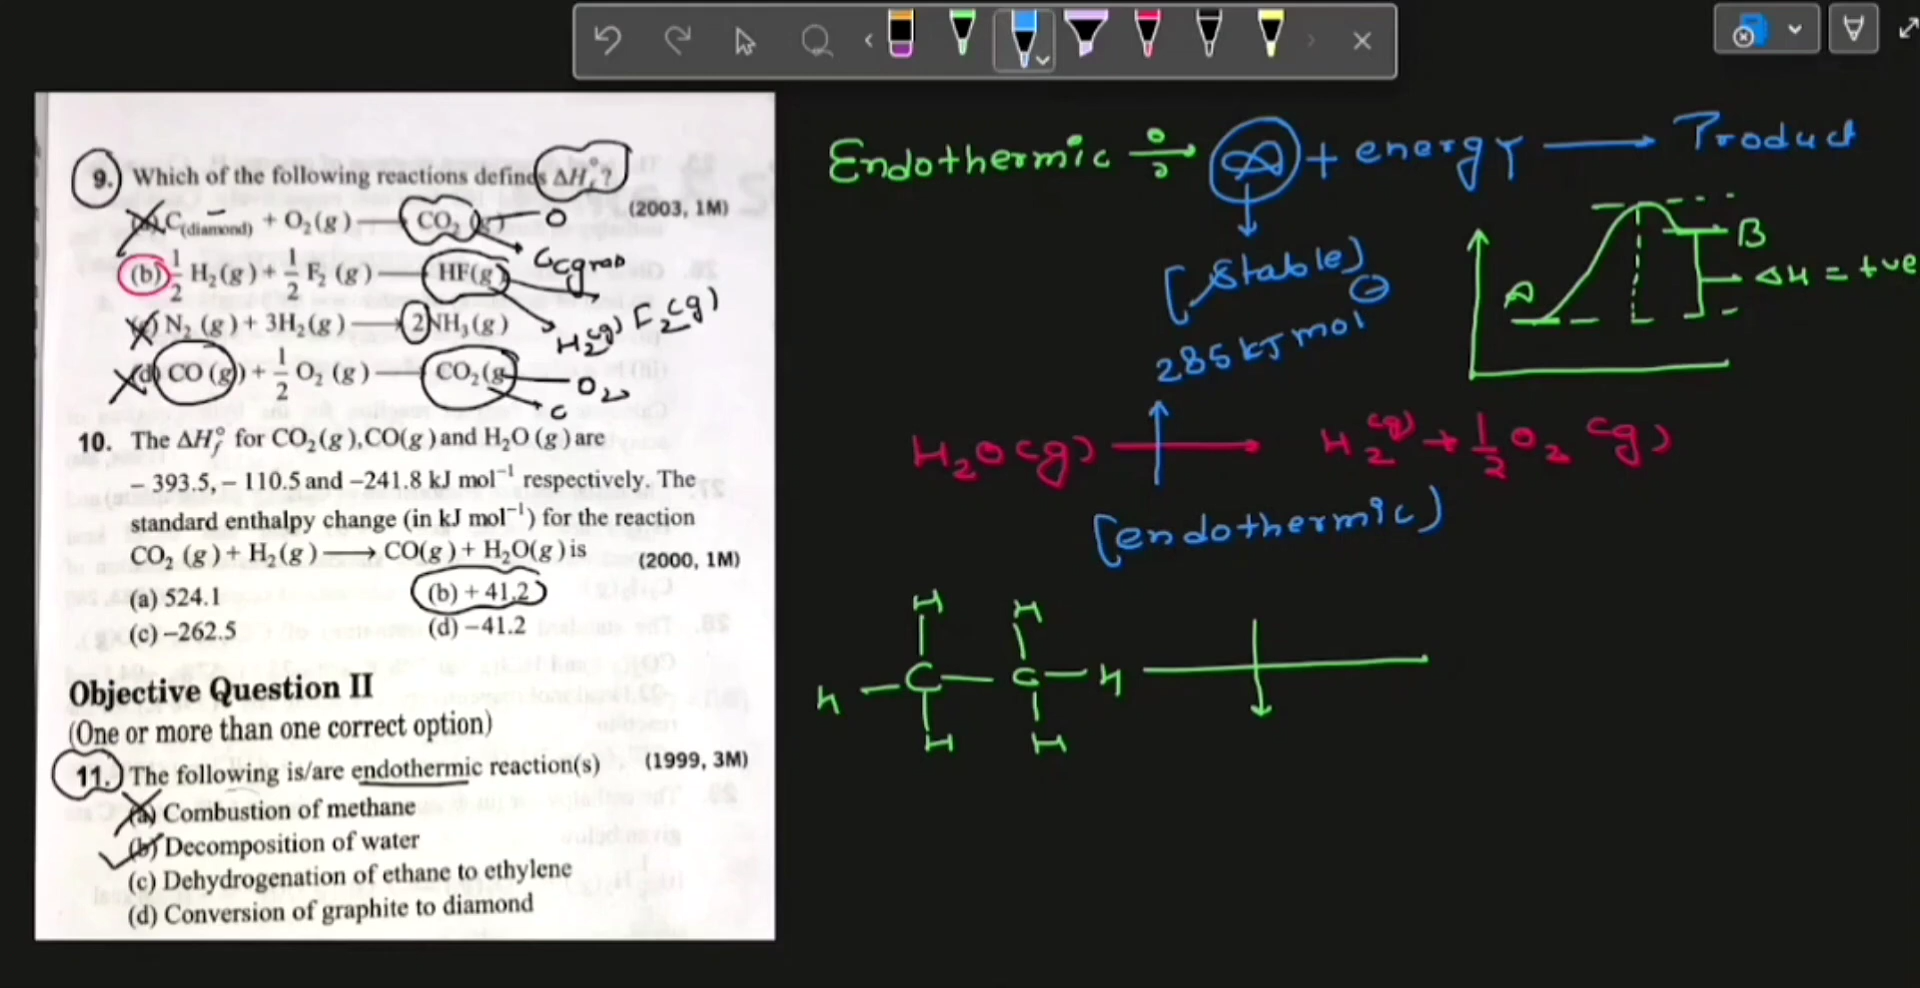 9. Which of the following reactions defines ΔH°f?
(2003, 1M)
(a) C(diamond) + O₂(g) → CO₂ (g)
O
(b) 1/2 H₂(g) + 1/2 F₂ (g) → HF(g)
H₂(g) F₂(g)
(c) N₂ (g) + 3H₂(g) → 2NH₃(g)
(d) CO (g) + 1/2 O₂ (g) → CO₂(g
O₂
C
10. The ΔH°f for CO₂(g), CO(g) and H₂O (g) are
– 393.5, – 110.5 and –241.8 kJ mol⁻¹ respectively. The
standard enthalpy change (in kJ mol⁻¹) for the reaction
CO₂ (g) + H₂(g) → CO(g) + H₂O(g) is
(2000, 1M)
(a) 524.1
(b) + 41.2
(c) –262.5
(d) –41.2
Objective Question II
(One or more than one correct option)
11. The following is/are endothermic reaction(s)
(1999, 3M)
(a) Combustion of methane
(b) Decomposition of water
(c) Dehydrogenation of ethane to ethylene
(d) Conversion of graphite to diamond
Endothermic
+ energy → Product
[Stable)
B
ΔH = +ve
A
285 kJ mol⊖
H₂O(g) → H₂(g) + 1/2 O₂ (g)
[endothermic)
H H
H – C – C – H
H H